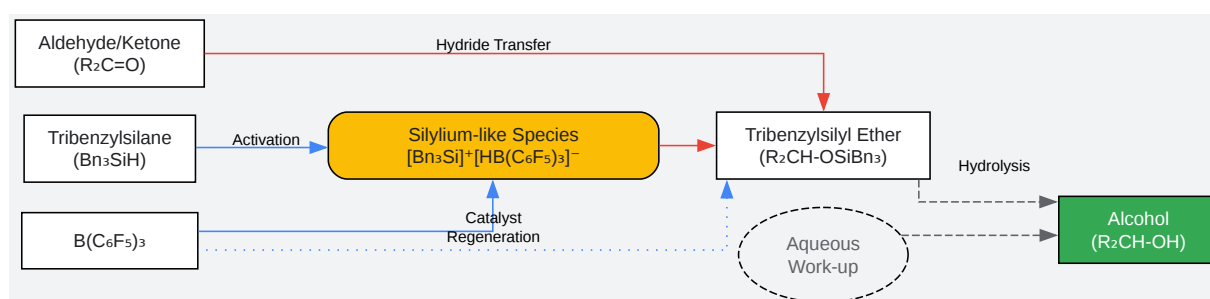 Aldehyde/Ketone
(R₂C=O)
Hydride Transfer
Tribenzylsilane
(Bn₃SiH)
Activation
Silylium-like Species
[Bn₃Si]⁺[HB(C₆F₅)₃]⁻
Tribenzylsilyl Ether
(R₂CH-OSiBn₃)
Hydrolysis
B(C₆F₅)₃
Catalyst
Regeneration
Aqueous
Work-up
Alcohol
(R₂CH-OH)